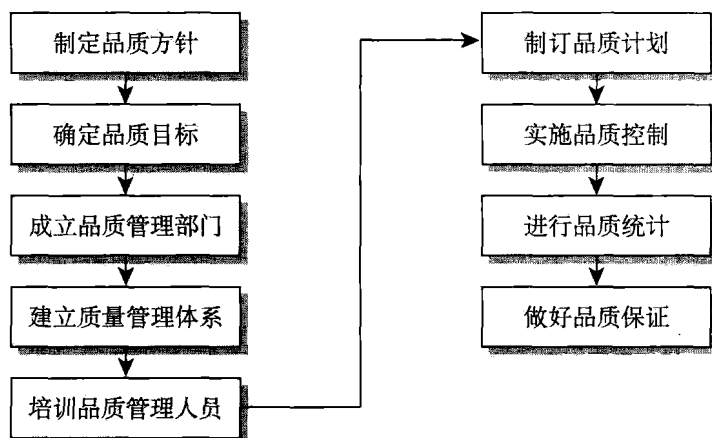 制定品质方针
确定品质目标
成立品质管理部门
建立质量管理体系
培训品质管理人员
制订品质计划
实施品质控制
进行品质统计
做好品质保证